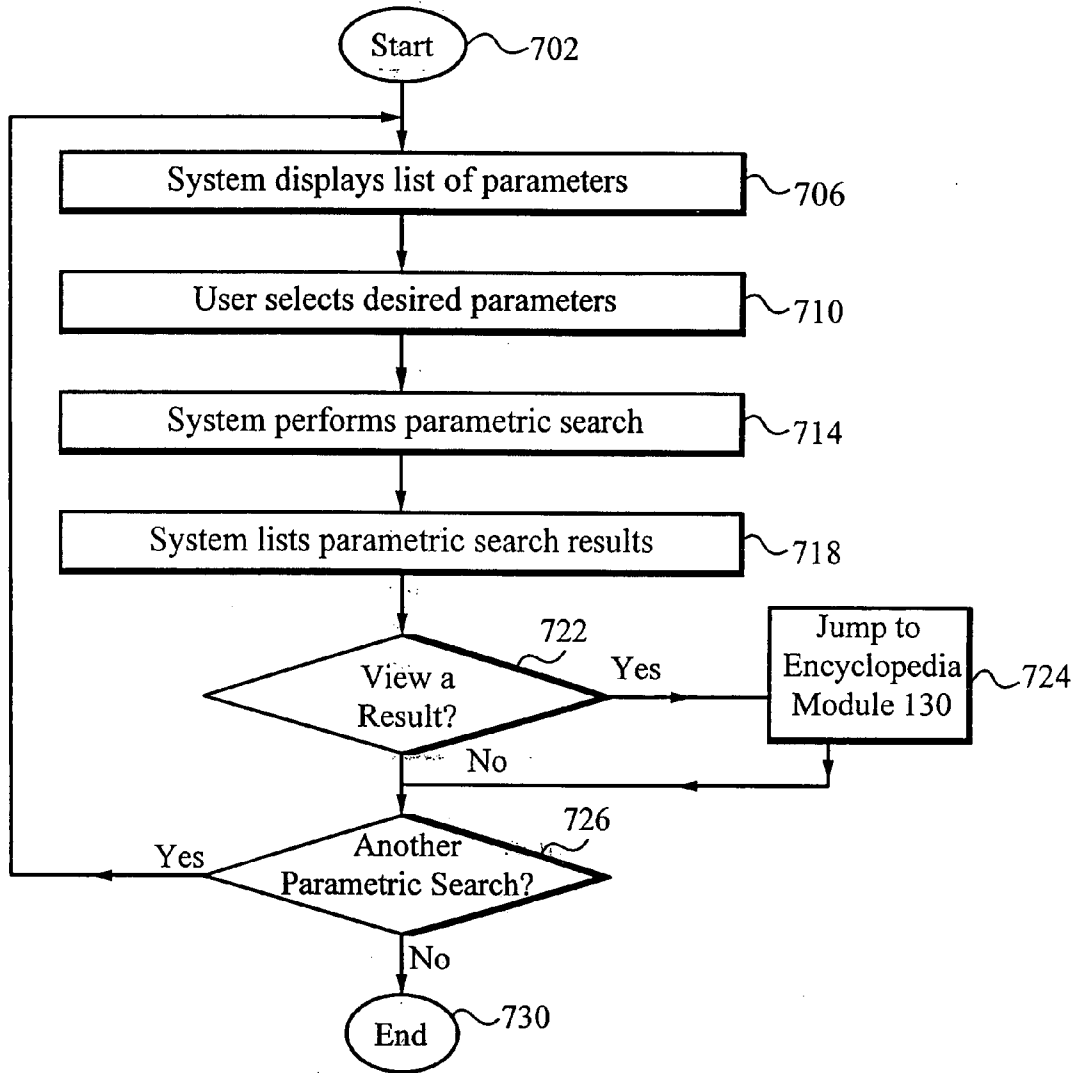 Start
702
System displays list of parameters
706
User selects desired parameters
710
System performs parametric search
714
System lists parametric search results
718
722
View a
Result?
Yes
Jump to
Encyclopedia
Module 130
724
No
726
Another
Parametric Search?
Yes
No
End
730